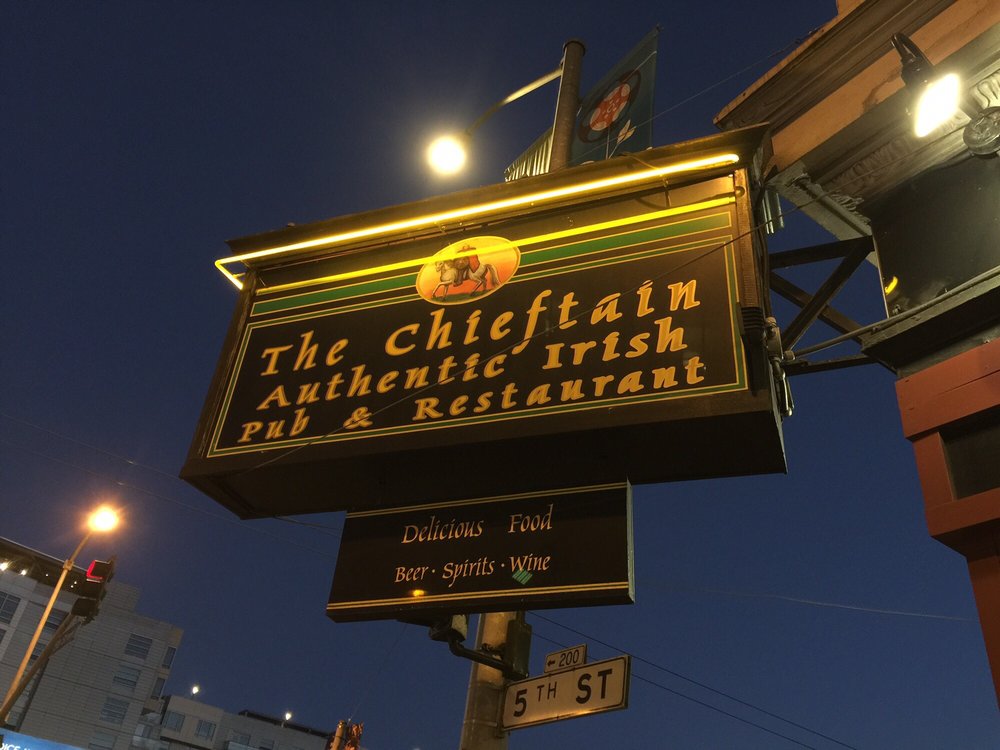 The Chieftain
Authentic Irish
Pub & Restaurant
Delicious Food
Beer · Spirits · Wine
← 200
5TH ST